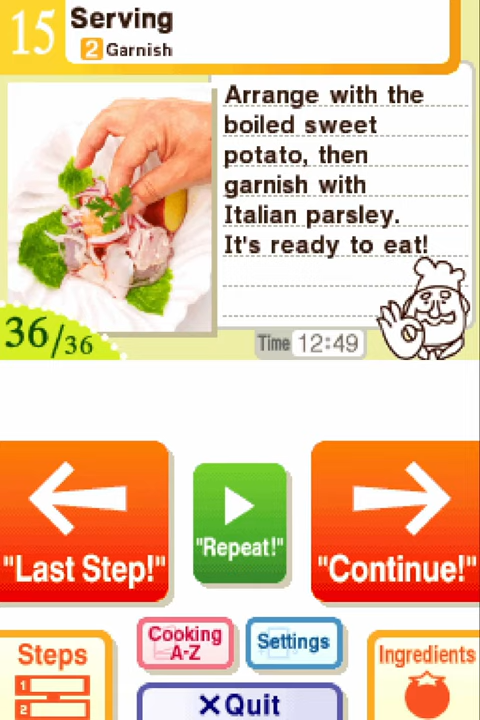 15 Serving
2 Garnish
Arrange with the
boiled sweet
potato, then
garnish with
Italian parsley.
It's ready to eat!
36/36
Time 12:49
"Last Step!"
"Repeat!"
"Continue!"
Cooking
A-Z
Settings
Steps
1
2
Ingredients
×Quit